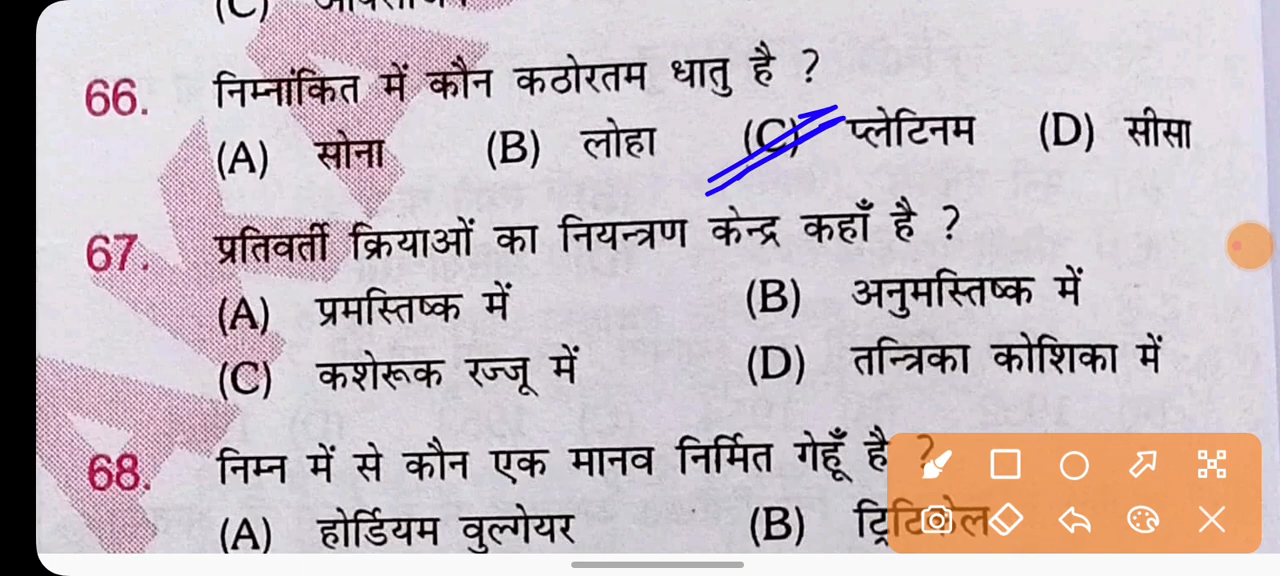 66. निम्नांकित में कौन कठोरतम धातु है ?
(A) सोना (B) लोहा (C) प्लेटिनम (D) सीसा
67. प्रतिवर्ती क्रियाओं का नियन्त्रण केन्द्र कहाँ है ?
(A) प्रमस्तिष्क में (B) अनुमस्तिष्क में
(C) कशेरूक रज्जू में (D) तन्त्रिका कोशिका में
68. निम्न में से कौन एक मानव निर्मित गेहूँ है ?
(A) होर्डियम वुल्गेयर (B)